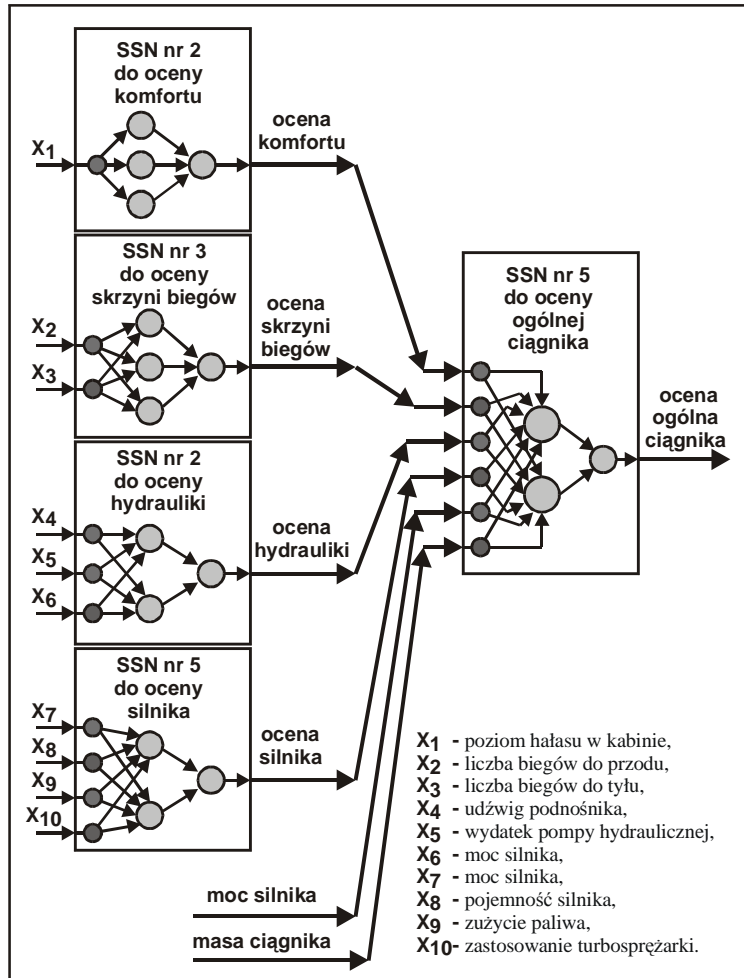 SSN nr 2
do oceny
komfortu
X1
ocena
komfortu
SSN nr 3
do oceny
skrzyni biegów
X2
X3
ocena
skrzyni
biegów
SSN nr 2
do oceny
hydrauliki
X4
X5
X6
ocena
hydrauliki
SSN nr 5
do oceny
silnika
X7
X8
X9
X10
ocena
silnika
moc silnika
masa ciągnika
SSN nr 5
do oceny
ogólnej
ciągnika
ocena
ogólna
ciągnika
X1 - poziom hałasu w kabinie,
X2 - liczba biegów do przodu,
X3 - liczba biegów do tyłu,
X4 - udźwig podnośnika,
X5 - wydatek pompy hydraulicznej,
X6 - moc silnika,
X7 - moc silnika,
X8 - pojemność silnika,
X9 - zużycie paliwa,
X10- zastosowanie turbosprężarki.